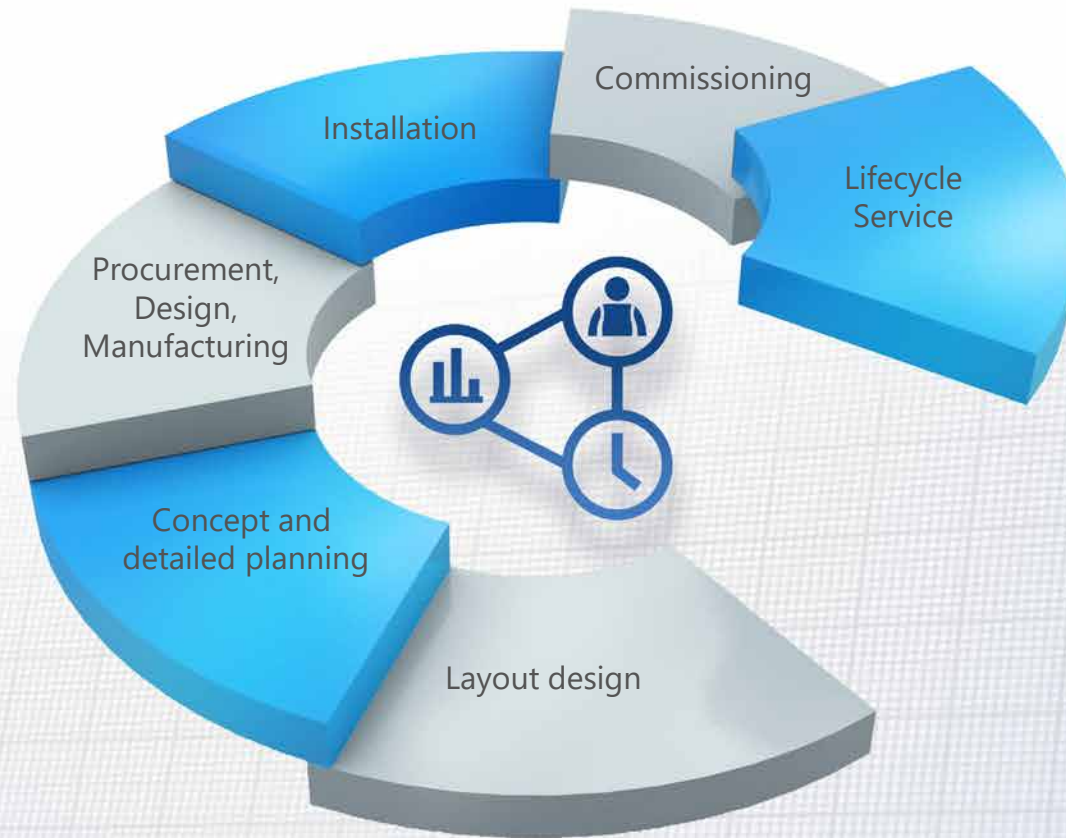 Commissioning
Installation
Lifecycle
Service
Procurement,
Design,
Manufacturing
Concept and
detailed planning
Layout design